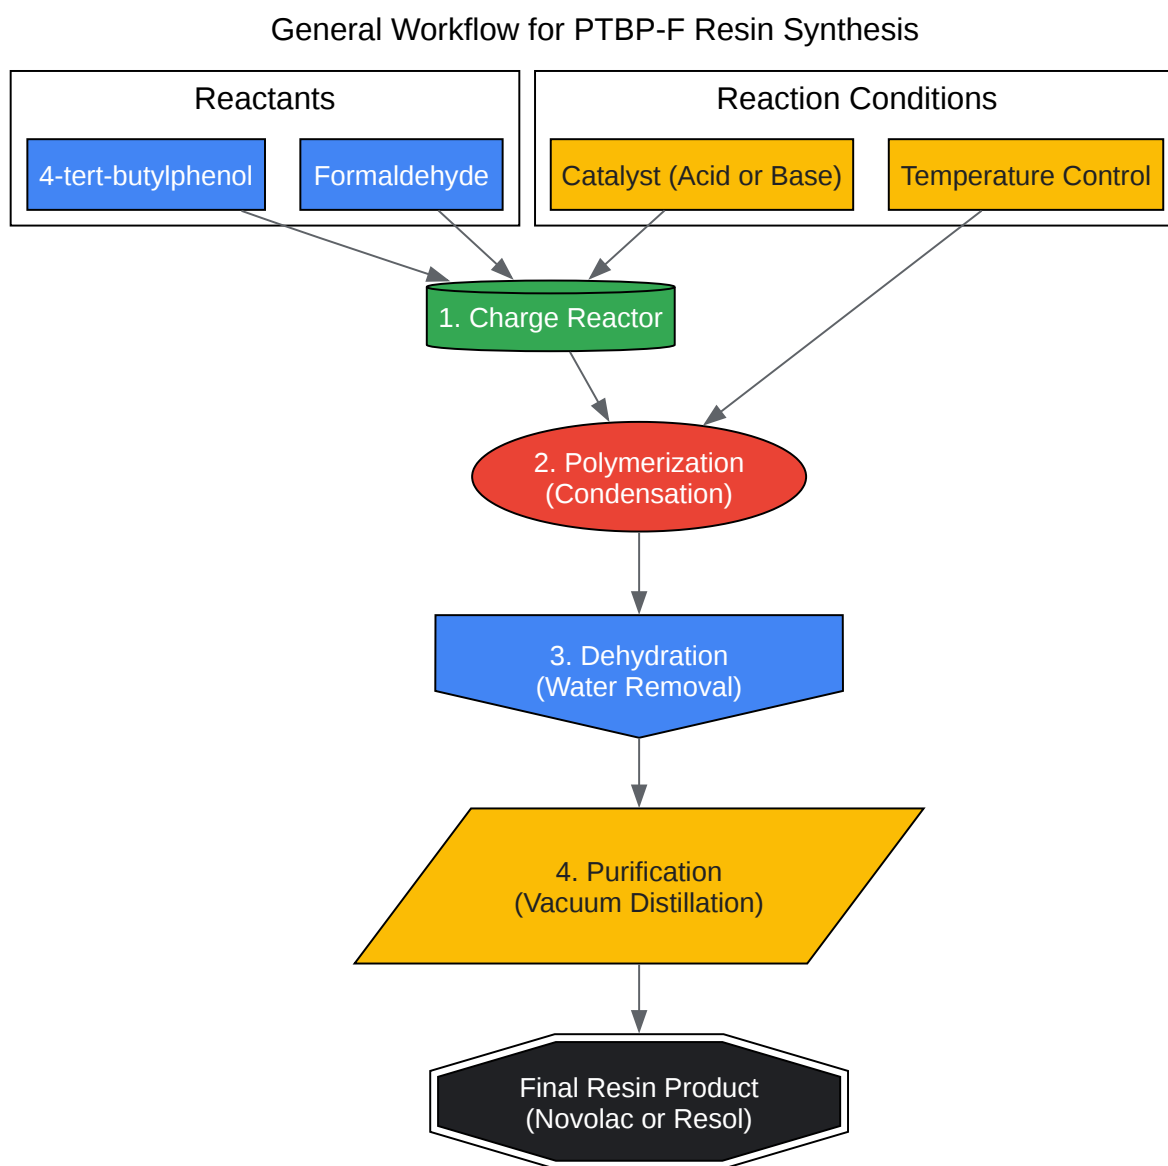 General Workflow for PTBP-F Resin Synthesis
Reactants
Reaction Conditions
4-tert-butylphenol
Formaldehyde
Catalyst (Acid or Base)
Temperature Control
1. Charge Reactor
2. Polymerization
(Condensation)
3. Dehydration
(Water Removal)
4. Purification
(Vacuum Distillation)
Final Resin Product
(Novolac or Resol)